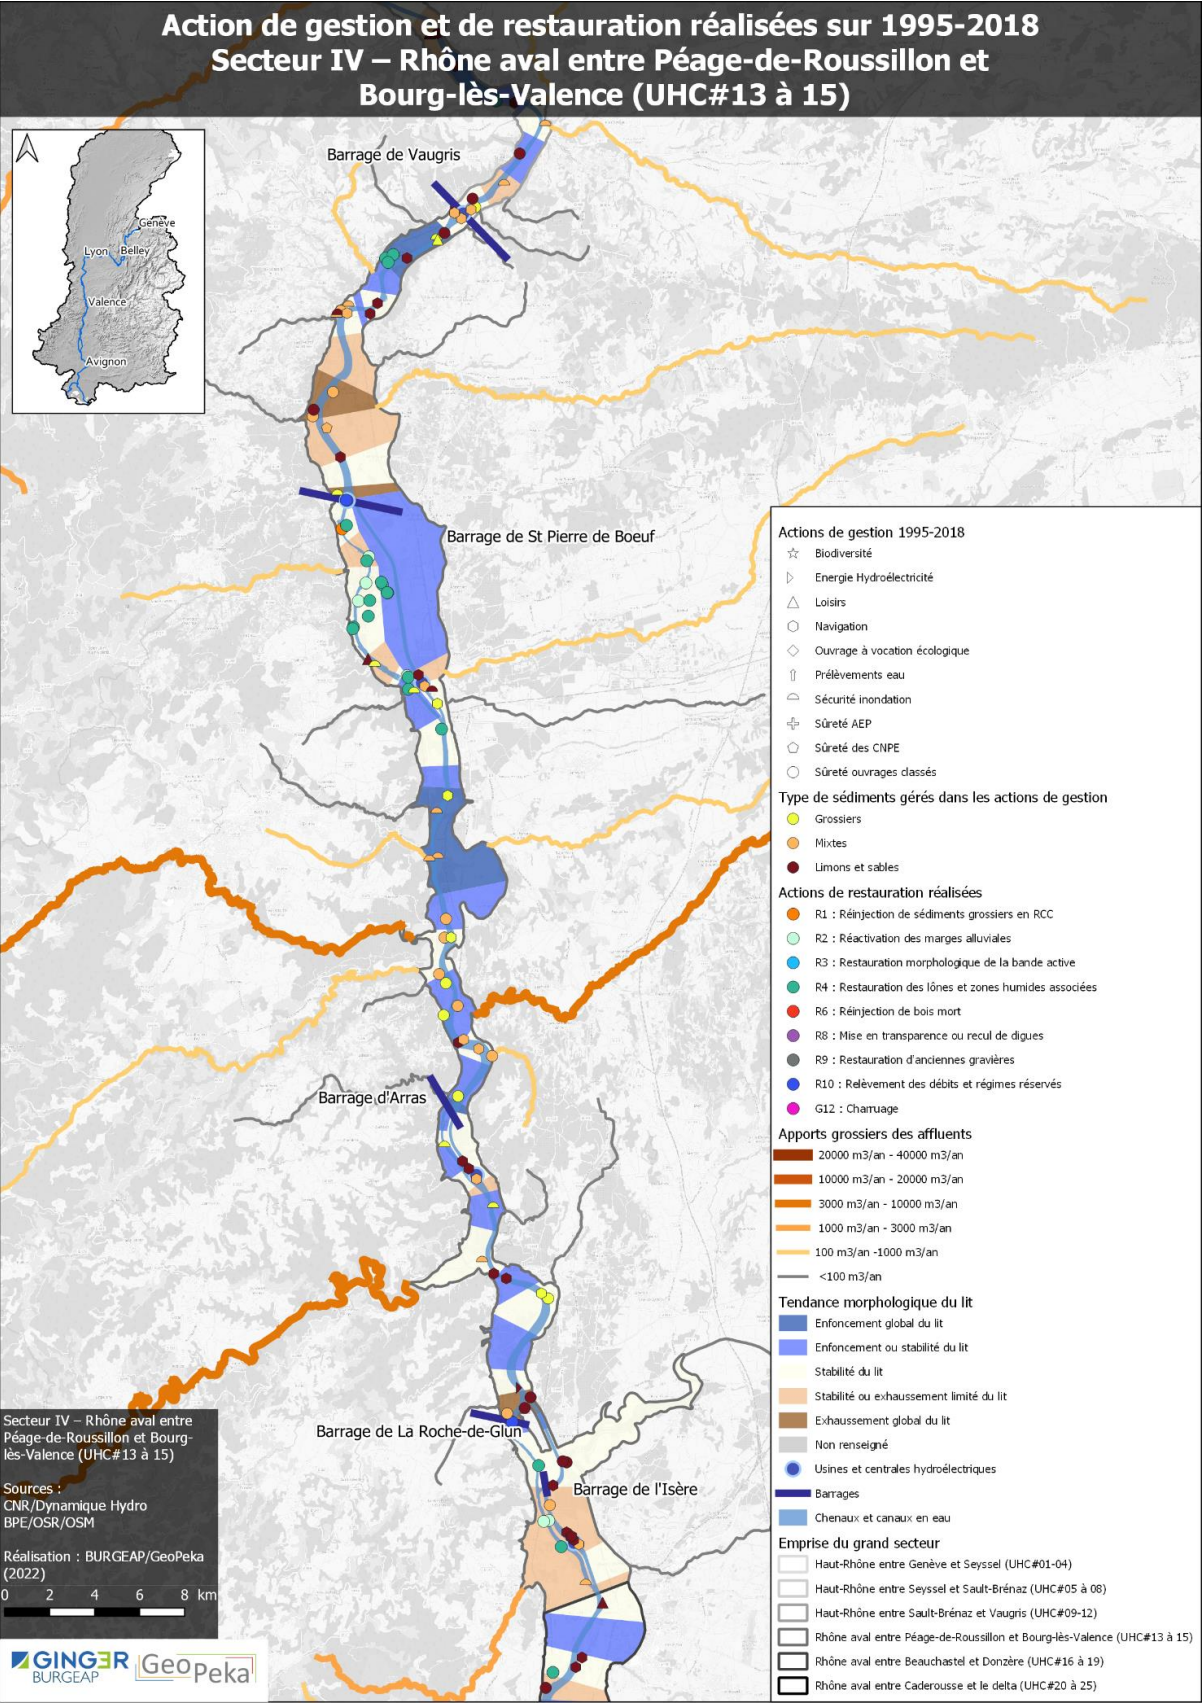 Action de gestion et de restauration réalisées sur 1995-2018
Secteur IV – Rhône aval entre Péage-de-Roussillon et
Bourg-lès-Valence (UHC#13 à 15)
Genève
Lyon
Belley
Valence
Avignon
Barrage de Vaugris
Barrage de St Pierre de Boeuf
Barrage d'Arras
Barrage de La Roche-de-Glun
Barrage de l'Isère
Actions de gestion 1995-2018
Biodiversité
Energie Hydroélectricité
Loisirs
Navigation
Ouvrage à vocation écologique
Prélèvements eau
Sécurité inondation
Sûreté AEP
Sûreté des CNPE
Sûreté ouvrages classés
Type de sédiments gérés dans les actions de gestion
Grossiers
Mixtes
Limons et sables
Actions de restauration réalisées
R1 : Réinjection de sédiments grossiers en RCC
R2 : Réactivation des marges alluviales
R3 : Restauration morphologique de la bande active
R4 : Restauration des lônes et zones humides associées
R6 : Réinjection de bois mort
R8 : Mise en transparence ou recul de digues
R9 : Restauration d'anciennes gravières
R10 : Relèvement des débits et régimes réservés
G12 : Charruage
Apports grossiers des affluents
20000 m3/an - 40000 m3/an
10000 m3/an - 20000 m3/an
3000 m3/an - 10000 m3/an
1000 m3/an - 3000 m3/an
100 m3/an -1000 m3/an
<100 m3/an
Tendance morphologique du lit
Enfoncement global du lit
Enfoncement ou stabilité du lit
Stabilité du lit
Stabilité ou exhaussement limité du lit
Exhaussement global du lit
Non renseigné
Usines et centrales hydroélectriques
Barrages
Chenaux et canaux en eau
Emprise du grand secteur
Haut-Rhône entre Genève et Seyssel (UHC#01-04)
Haut-Rhône entre Seyssel et Sault-Brénaz (UHC#05 à 08)
Haut-Rhône entre Sault-Brénaz et Vaugris (UHC#09-12)
Rhône aval entre Péage-de-Roussillon et Bourg-lès-Valence (UHC#13 à 15)
Rhône aval entre Beauchastel et Donzère (UHC#16 à 19)
Rhône aval entre Caderousse et le delta (UHC#20 à 25)
Secteur IV – Rhône aval entre
Péage-de-Roussillon et Bourg-
lès-Valence (UHC#13 à 15)
Sources :
CNR/Dynamique Hydro
BPE/OSR/OSM
Réalisation : BURGEAP/GeoPeka
(2022)
0 2 4 6 8 km
GINGER
BURGEAP
Geo
Peka